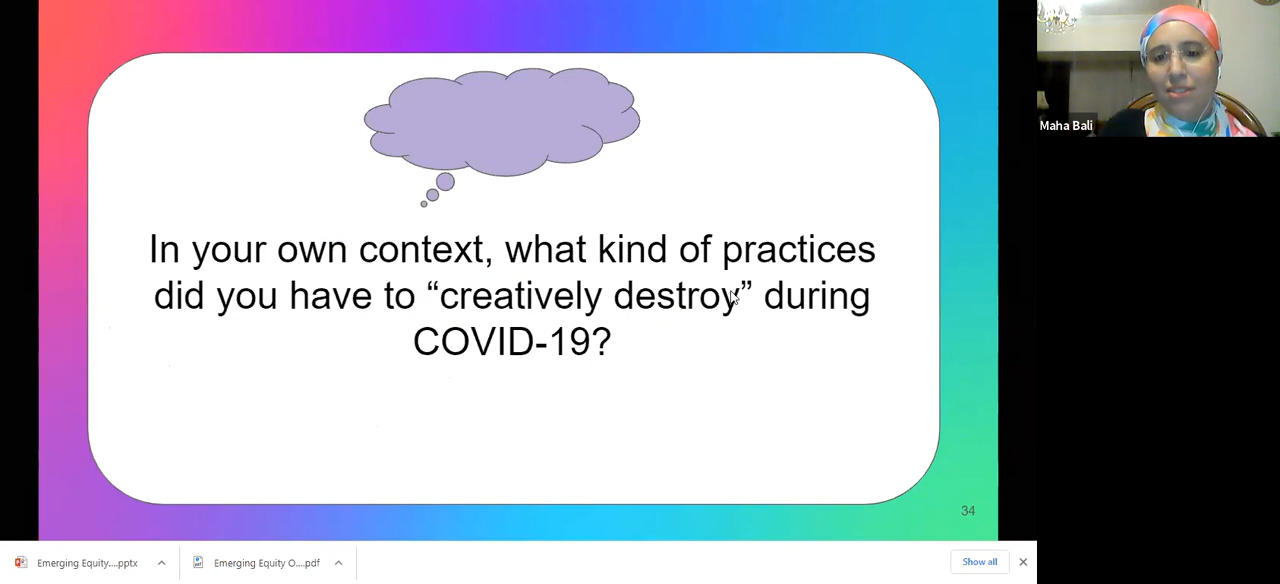 Maha Bali
In your own context, what kind of practices
did you have to “creatively destroy” during
COVID-19?
34
Emerging Equity....pptx
Emerging Equity O....pdf
Show all